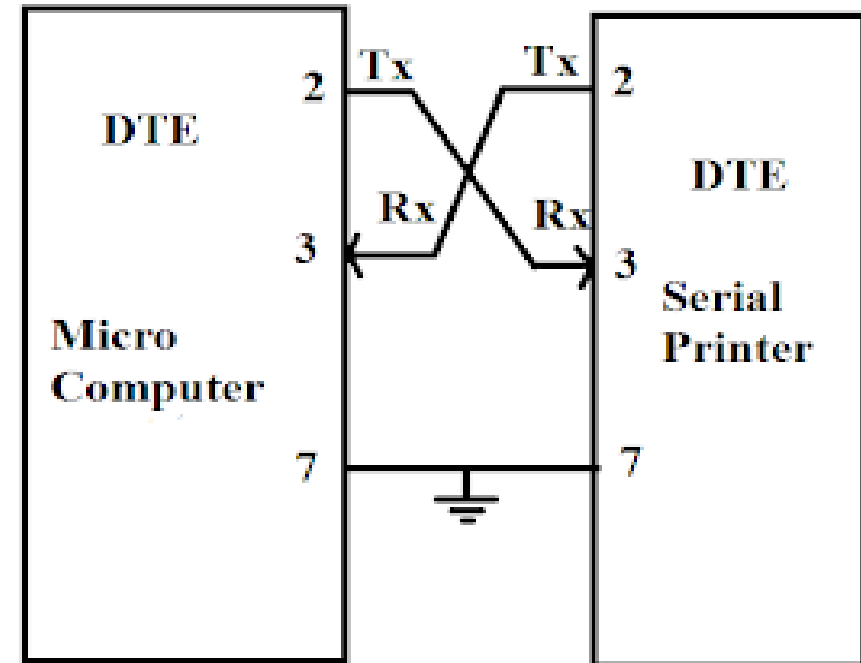 Tx
Tx
2
2
DTE
DTE
Rx
Rx
3
3
Micro
Computer
Serial
Printer
7
7